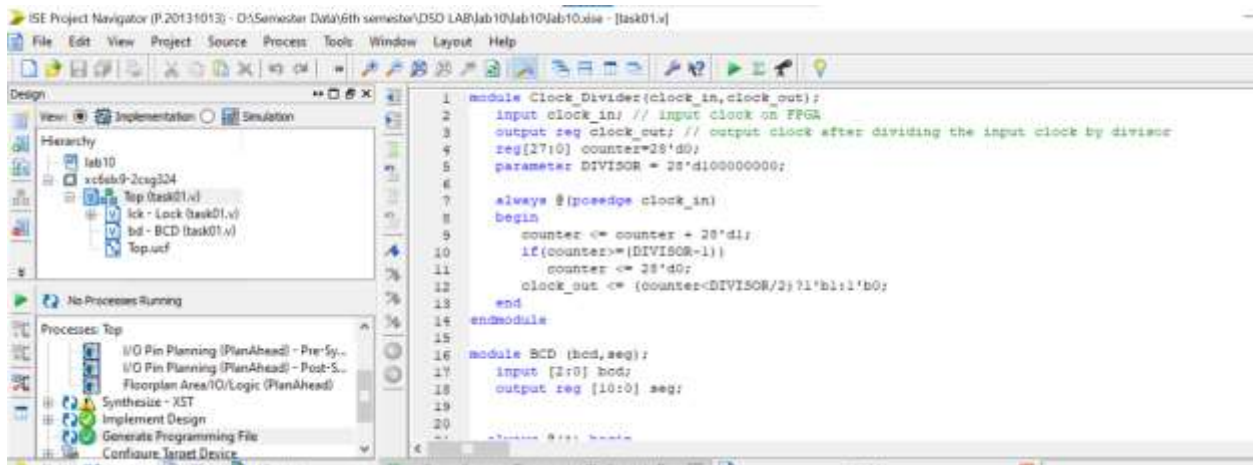 ISE Project Navigator (P.20131013) - D:\Semester Data\6th semester\DSD LAB\lab10\lab10\lab10.xise - [task01.v]
File Edit View Project Source Process Tools Window Layout Help
Design
View: Implementation Simulation
Hierarchy
lab10
xc6slx9-2csg324
Top (task01.v)
lck - Lock (task01.v)
bd - BCD (task01.v)
Top.ucf
No Processes Running
Processes: Top
I/O Pin Planning (PlanAhead) - Pre-Sy...
I/O Pin Planning (PlanAhead) - Post-S...
Floorplan Area/IO/Logic (PlanAhead)
Synthesize - XST
Implement Design
Generate Programming File
Configure Target Device
1 module Clock_Divider(clock_in,clock_out);
2 input clock_in; // input clock on FPGA
3 output reg clock_out; // output clock after dividing the input clock by divisor
4 reg[27:0] counter=28'd0;
5 parameter DIVISOR = 28'd100000000;
6
7 always @(posedge clock_in)
8 begin
9 counter <= counter + 28'd1;
10 if(counter>=(DIVISOR-1))
11 counter <= 28'd0;
12 clock_out <= (counter<DIVISOR/2)?1'b1:1'b0;
13 end
14 endmodule
15
16 module BCD (bcd,seg);
17 input [2:0] bcd;
18 output reg [10:0] seg;
19
20
always begin